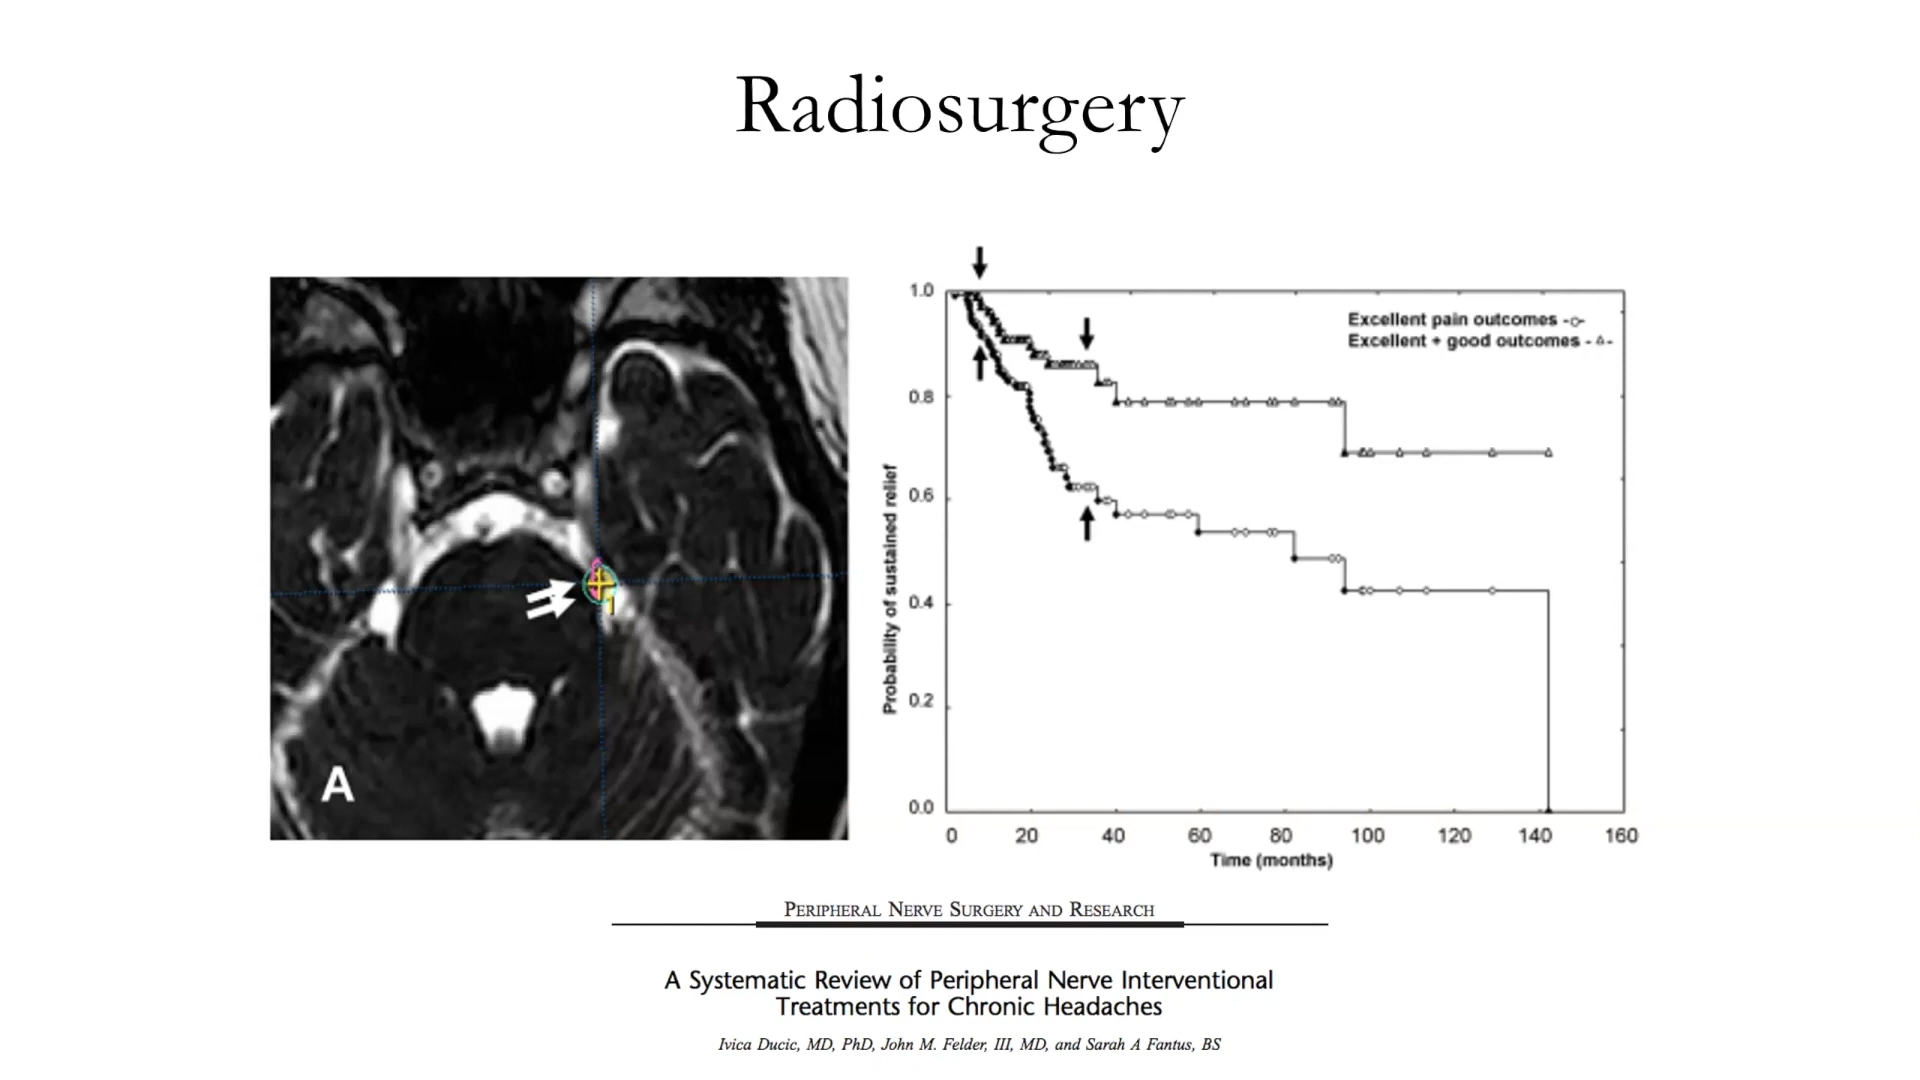 Radiosurgery
A
1
Excellent pain outcomes -o-
Excellent + good outcomes - △ -
Probability of sustained relief
1.0
0.8
0.6
0.4
0.2
0.0
0 20 40 60 80 100 120 140 160
Time (months)
PERIPHERAL NERVE SURGERY AND RESEARCH
A Systematic Review of Peripheral Nerve Interventional
Treatments for Chronic Headaches
Ivica Ducic, MD, PhD, John M. Felder, III, MD, and Sarah A Fantus, BS